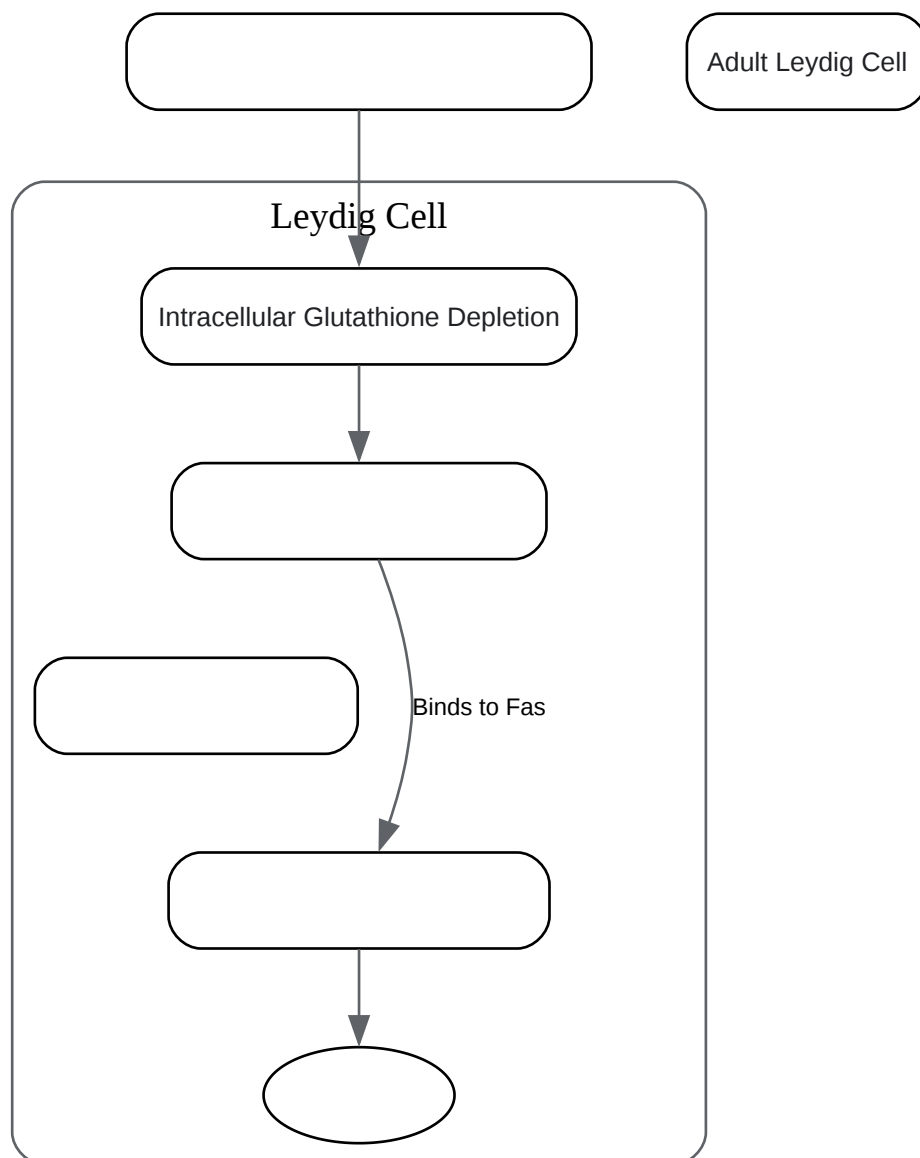 Adult Leydig Cell
Leydig Cell
Intracellular Glutathione Depletion
Binds to Fas